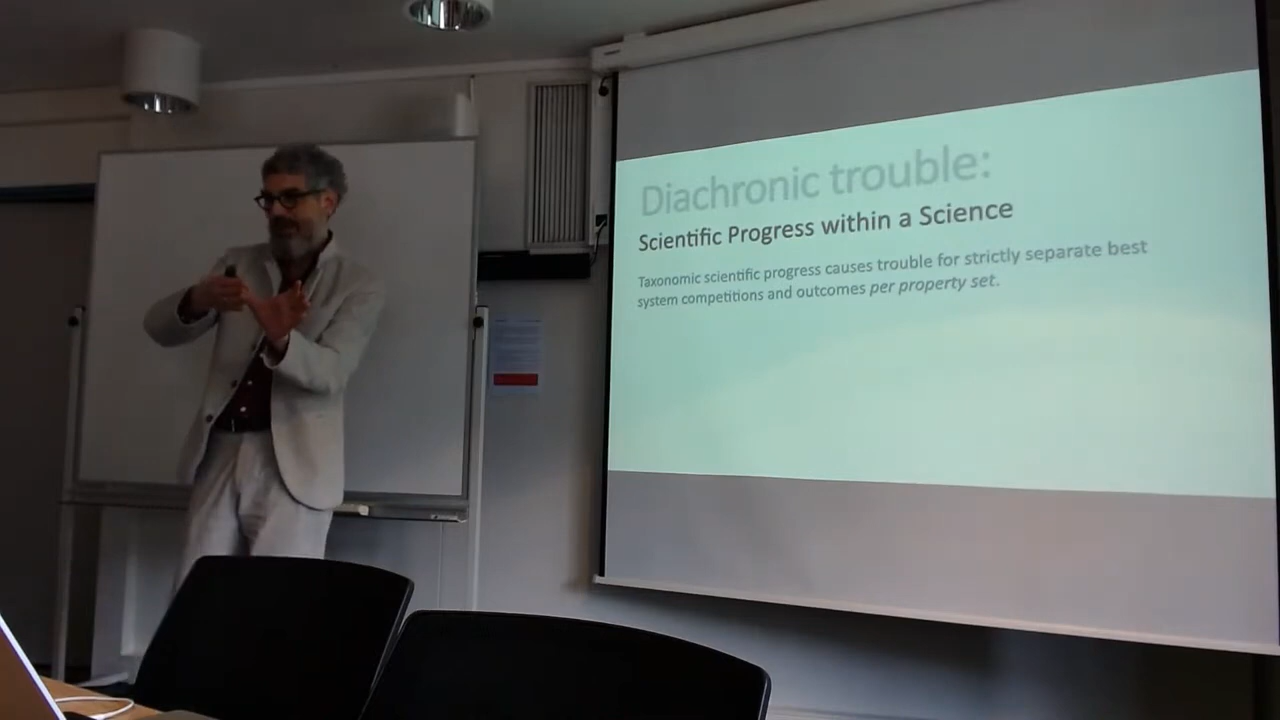 Diachronic trouble:
Scientific Progress within a Science
Taxonomic scientific progress causes trouble for strictly separate best
system competitions and outcomes per property set.